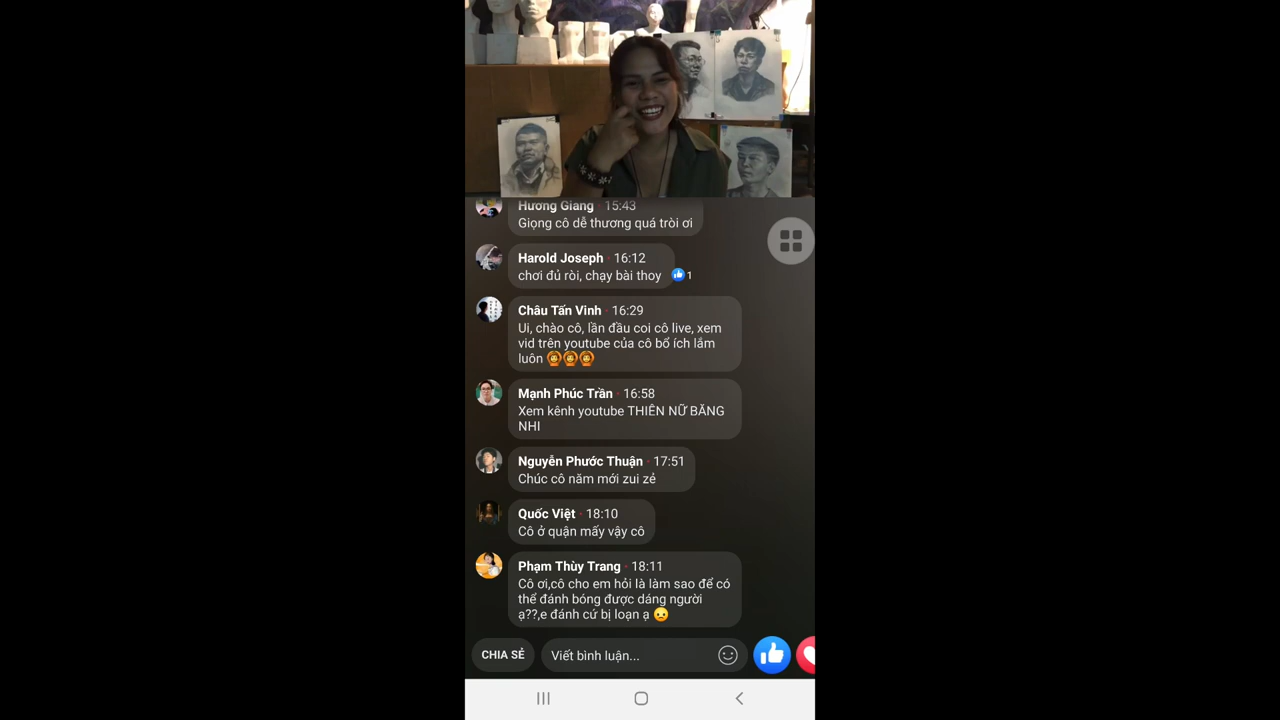 Hương Giang · 15:43
Giọng cô dễ thương quá tròi ơi
Harold Joseph · 16:12
chơi đủ ròi, chạy bài thoy
1
Châu Tấn Vinh · 16:29
Ui, chào cô, lần đầu coi cô live, xem
vid trên youtube của cô bổ ích lắm
luôn 🙆🙆🙆
Mạnh Phúc Trần · 16:58
Xem kênh youtube THIÊN NỮ BĂNG
NHI
Nguyễn Phước Thuận · 17:51
Chúc cô năm mới zui zẻ
Quốc Việt · 18:10
Cô ở quận mấy vậy cô
Phạm Thùy Trang · 18:11
Cô ơi,cô cho em hỏi là làm sao để có
thể đánh bóng được dáng người
ạ??,e đánh cứ bị loạn ạ 😟
CHIA SẺ
Viết bình luận...